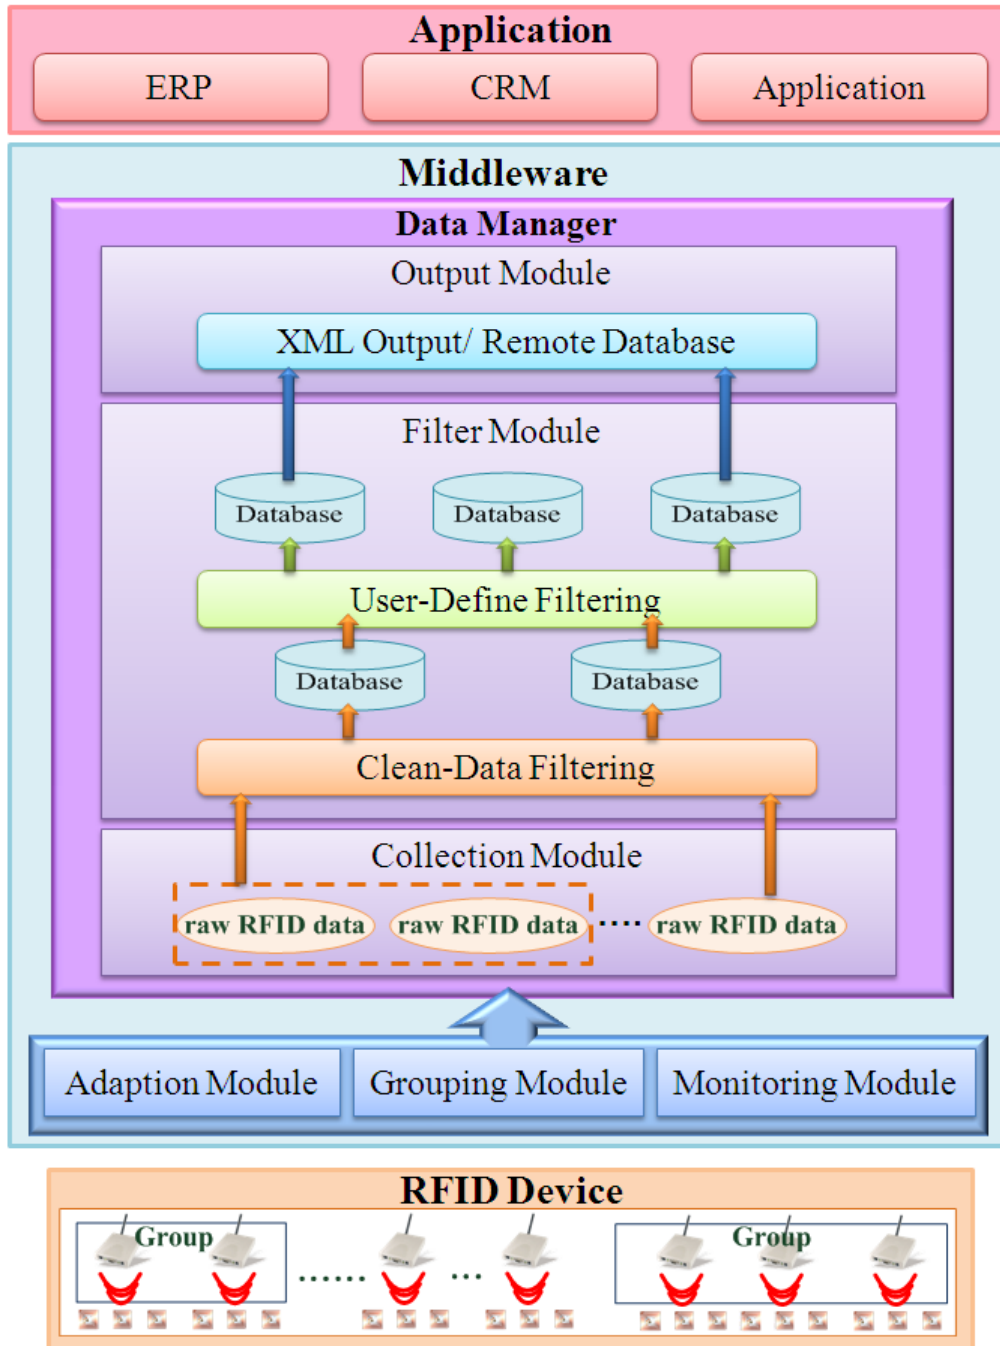 Application
ERP
CRM
Application
Middleware
Data Manager
Output Module
XML Output/ Remote Database
Filter Module
Database
Database
Database
User-Define Filtering
Database
Database
Clean-Data Filtering
Collection Module
raw RFID data
raw RFID data
....
raw RFID data
Adaption Module
Grouping Module
Monitoring Module
RFID Device
Group
......
...
Group